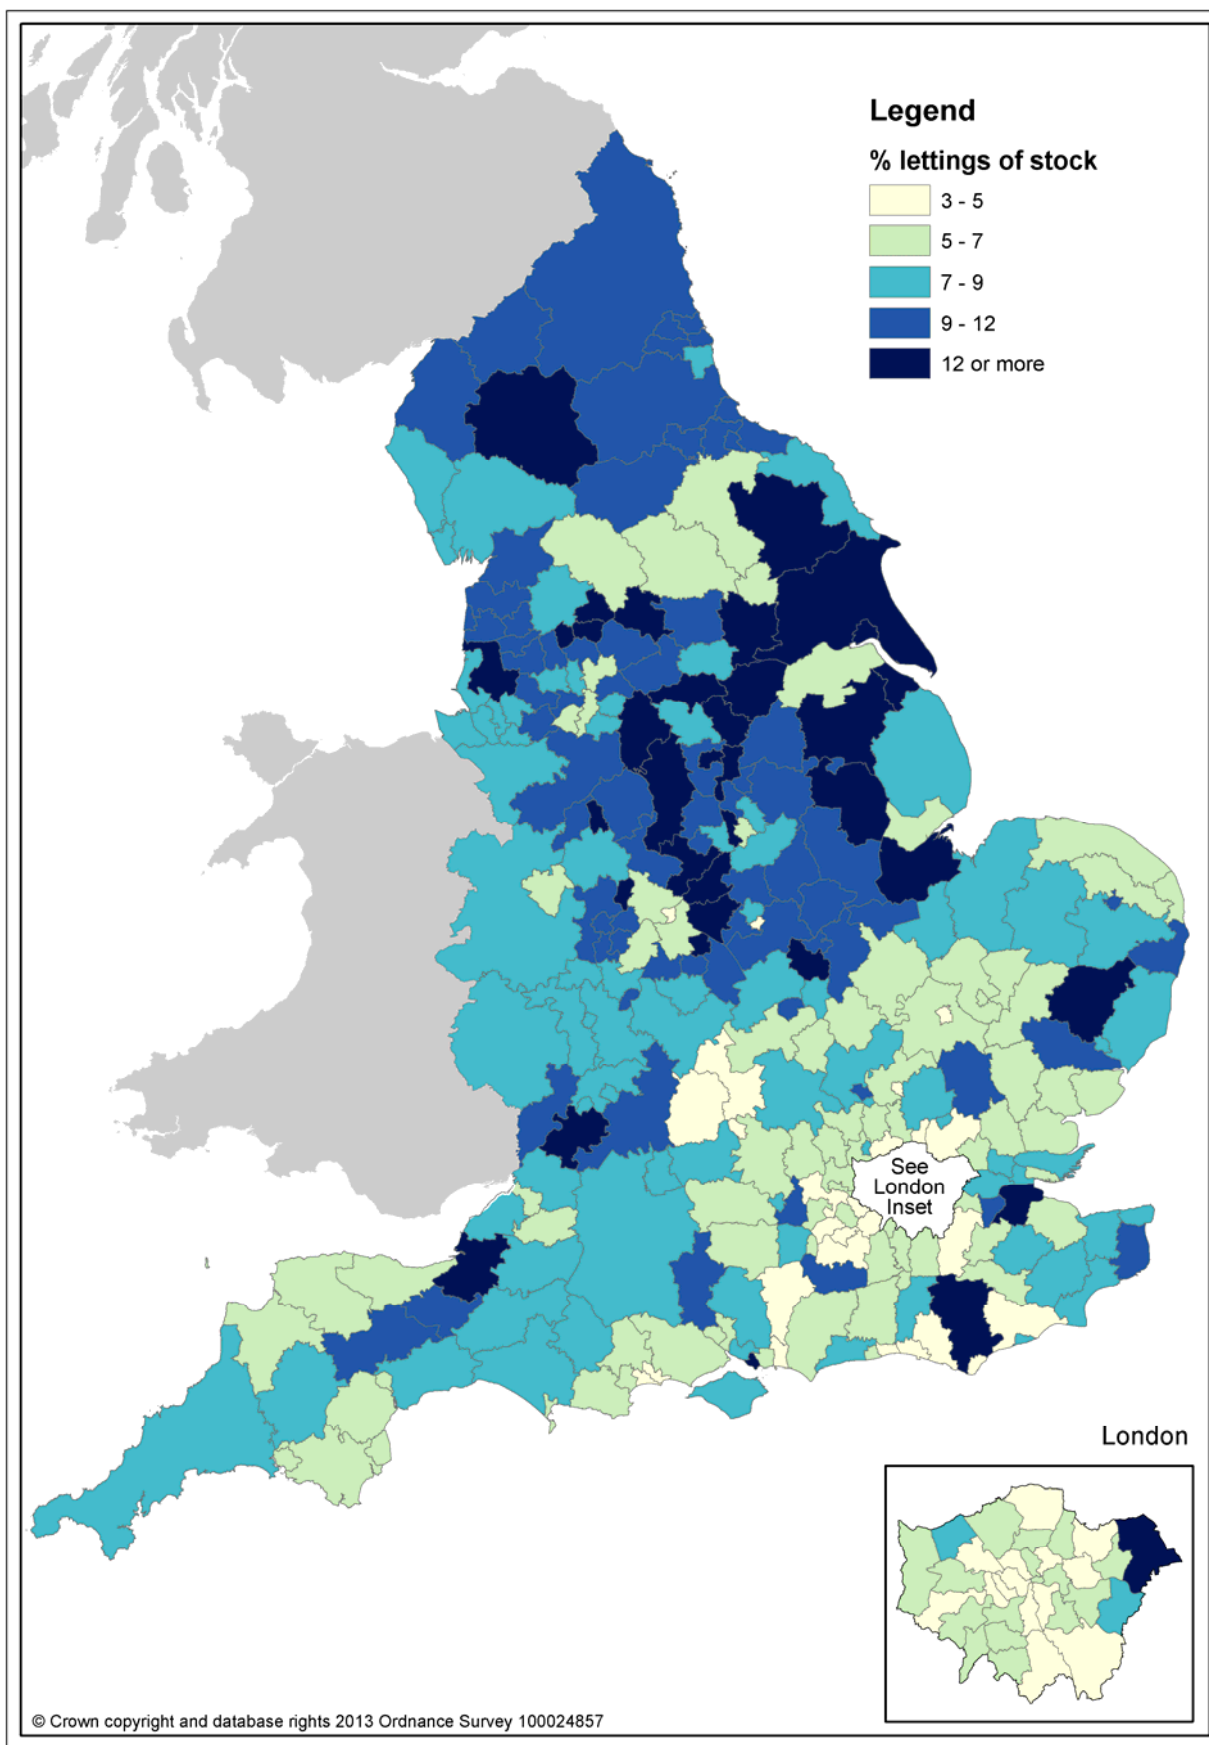 Legend
% lettings of stock
3 - 5
5 - 7
7 - 9
9 - 12
12 or more
See
London
Inset
London
© Crown copyright and database rights 2013 Ordnance Survey 100024857